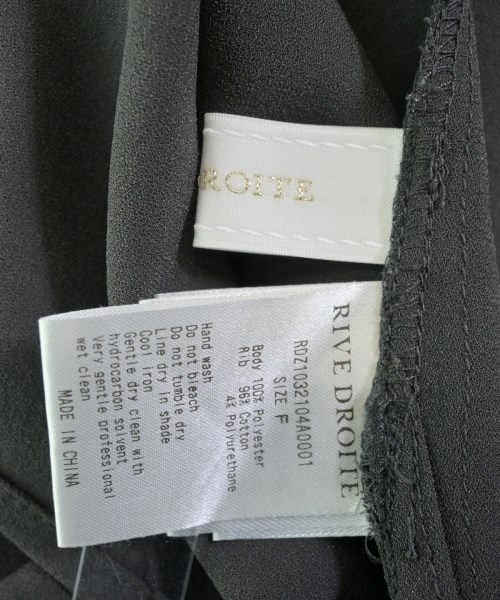 ROITE
RIVE DROITE
RDZ1032104A0001
SIZE F
Body 100% Polyester
Rib 96% Cotton
4% Polyurethane
Hand wash
Do not bleach
Do not tumble dry
Line dry in shade
Cool iron
Gentle dry clean with
hydrocarbon solvent
Very gentle professional
wet clean
MADE IN CHINA